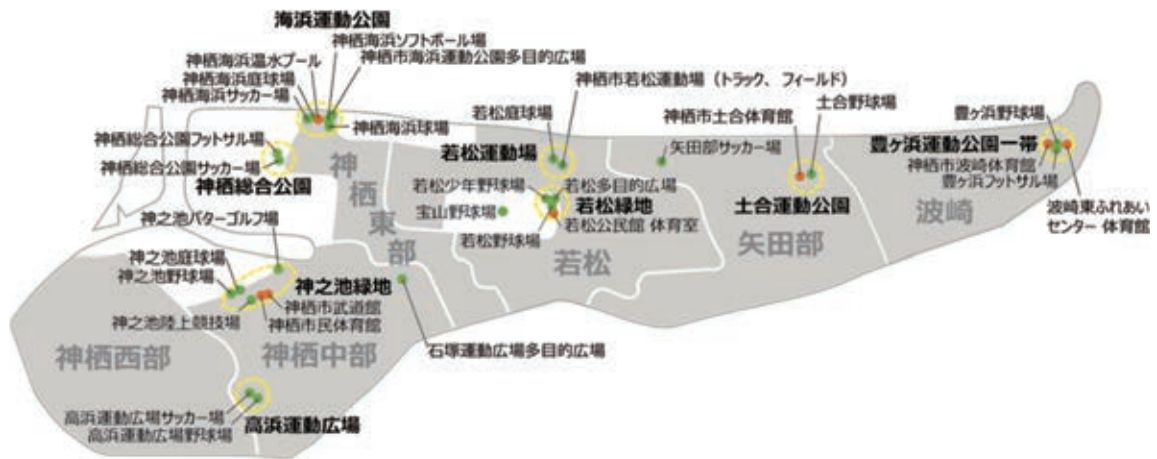 海浜運動公園
神栖海浜ソフトボール場
神栖海浜温水プール
神栖市海浜運動公園多目的広場
神栖海浜庭球場
神栖海浜サッカー場
神栖海浜球場
神栖総合公園フットサル場
神栖総合公園サッカー場
神栖総合公園
神栖東部
神栖市若松運動場（トラック、フィールド）
若松庭球場
若松運動場
矢田部サッカー場
神栖市土合体育館
土合野球場
土合運動公園
豊ヶ浜野球場
豊ヶ浜運動公園一帯
神栖市波崎体育館
豊ヶ浜フットサル場
波崎東ふれあい
センター 体育館
波崎
矢田部
若松少年野球場
若松多目的広場
宝山野球場
若松緑地
若松野球場
若松公民館 体育室
若松
神之池パターゴルフ場
神之池庭球場
神之池野球場
神之池緑地
神之池陸上競技場
神栖市武道館
神栖市民体育館
石塚運動広場多目的広場
神栖西部
神栖中部
高浜運動広場サッカー場
高浜運動広場野球場
高浜運動広場